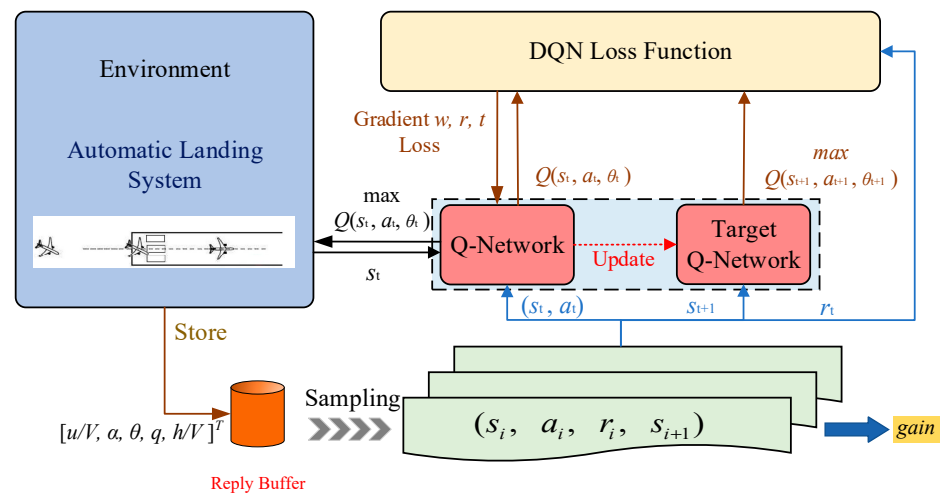 Environment
Automatic Landing
System
DQN Loss Function
Gradient w, r, t
Loss
Q(sₜ, aₜ, θₜ)
max
Q(sₜ₊₁, aₜ₊₁, θₜ₊₁)
max
Q(sₜ, aₜ, θₜ)
sₜ
Q-Network
Update
Target
Q-Network
(sₜ, aₜ)
sₜ₊₁
rₜ
Store
[u/V, α, θ, q, h/V]ᵀ
Reply Buffer
Sampling
(sᵢ, aᵢ, rᵢ, sᵢ₊₁)
gain